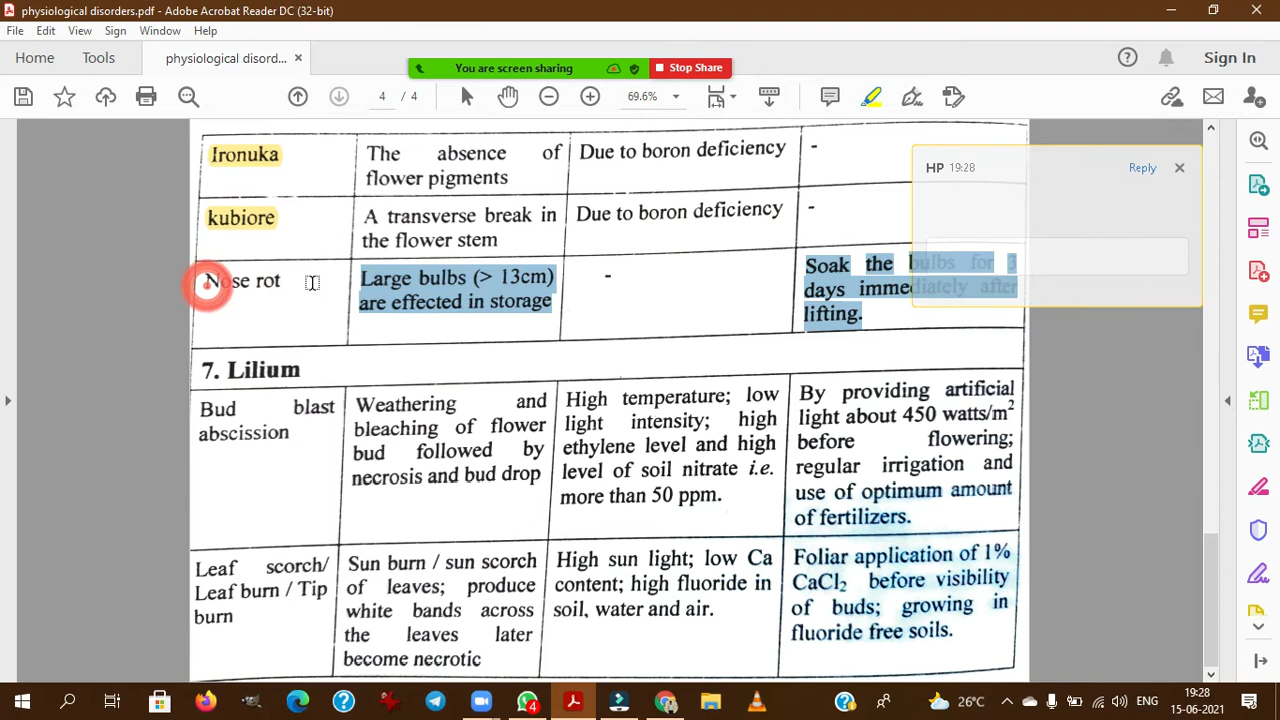 physiological disorders.pdf - Adobe Acrobat Reader DC (32-bit)
File Edit View Sign Window Help
Home Tools physiological disord... × Sign In
You are screen sharing Stop Share
4 / 4 69.6%
HP 19:28 Reply
Ironuka The absence of Due to boron deficiency -
flower pigments
kubiore A transverse break in Due to boron deficiency -
the flower stem
Nose rot Large bulbs (> 13cm) - Soak the bulbs for 3
are effected in storage days immediately after
lifting.
7. Lilium
Bud blast Weathering and High temperature; low By providing artificial
abscission bleaching of flower light intensity; high light about 450 watts/m²
bud followed by ethylene level and high before flowering;
necrosis and bud drop level of soil nitrate i.e. regular irrigation and
more than 50 ppm. use of optimum amount
of fertilizers.
Leaf scorch/ Sun burn / sun scorch High sun light; low Ca Foliar application of 1%
Leaf burn / Tip of leaves; produce content; high fluoride in CaCl₂ before visibility
burn white bands across soil, water and air. of buds; growing in
the leaves later fluoride free soils.
become necrotic
4 26°C ENG 19:28
15-06-2021